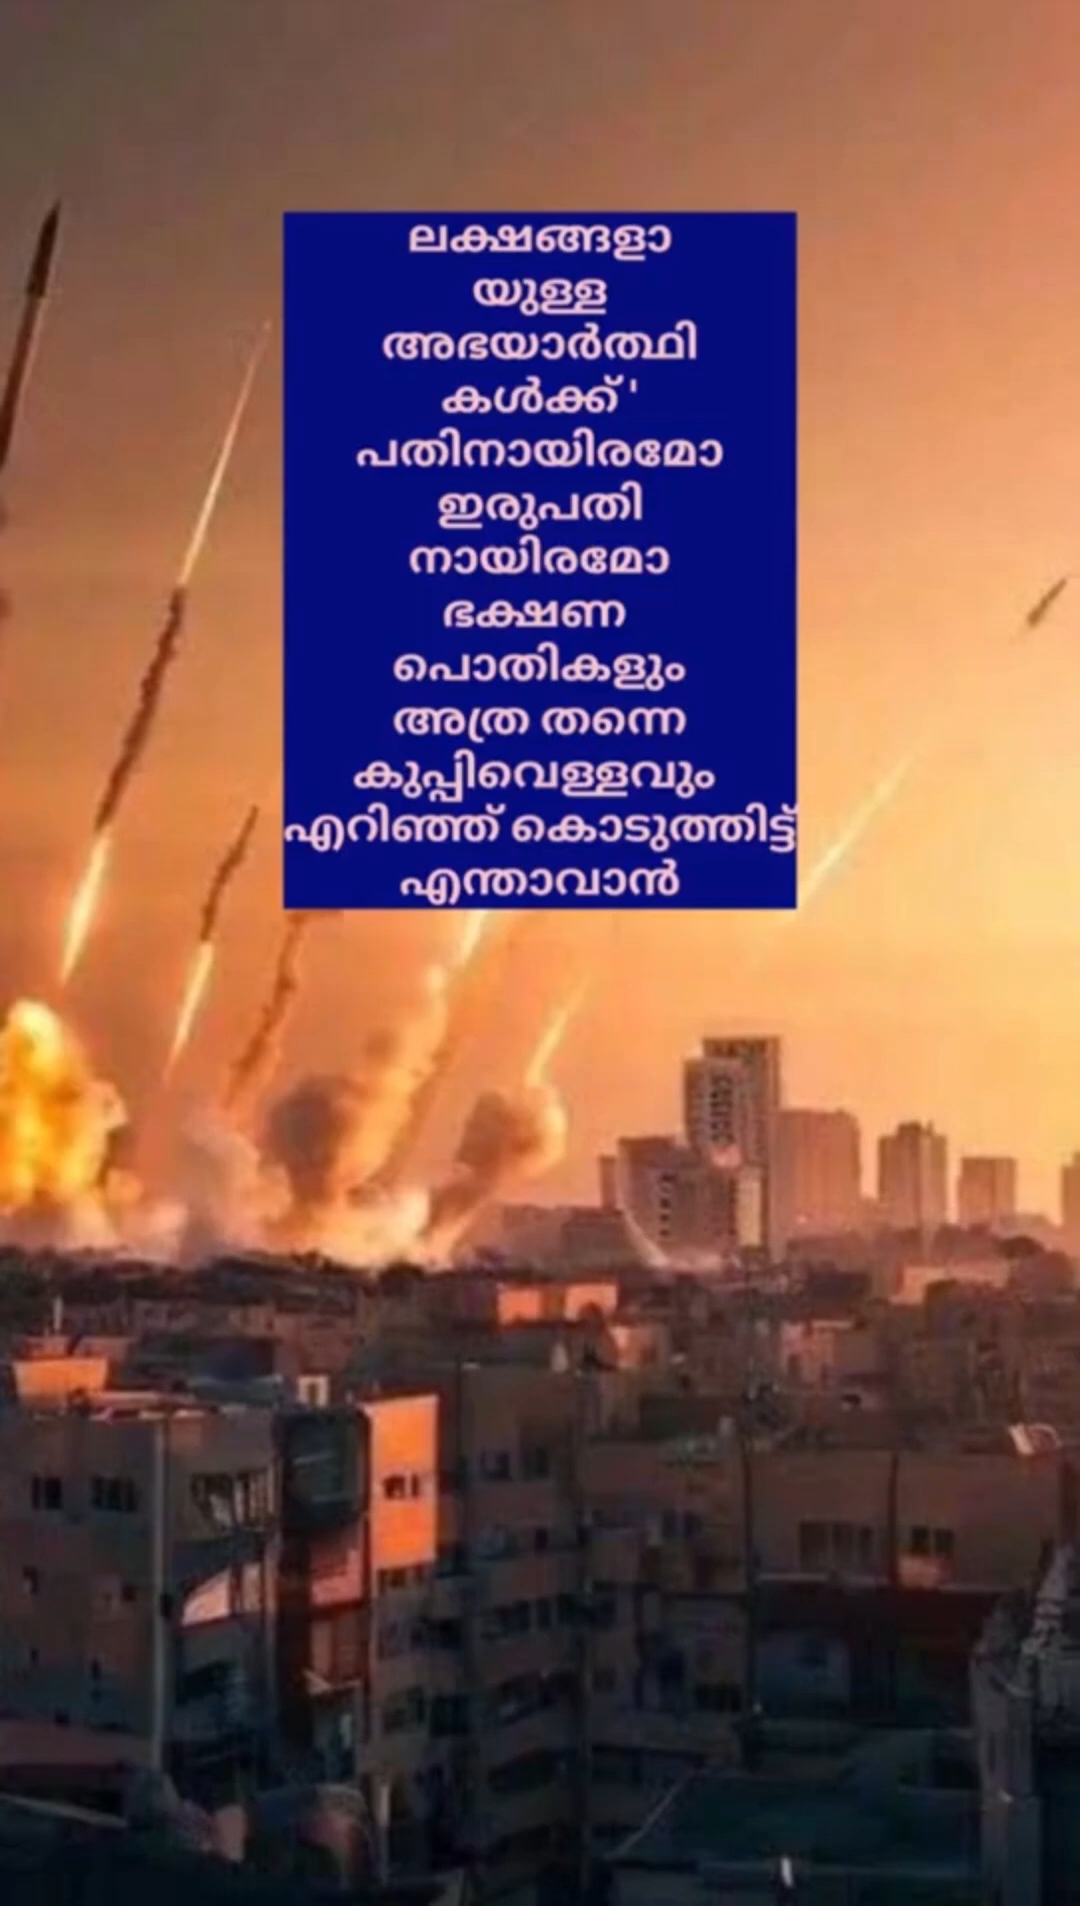 ലക്ഷങ്ങളാ
യുള്ള
അഭയാർത്ഥി
കൾക്ക് '
പതിനായിരമോ
ഇരുപതി
നായിരമോ
ഭക്ഷണ
പൊതികളും
അത്ര തന്നെ
കുപ്പിവെള്ളവും
എറിഞ്ഞ് കൊടുത്തിട്ട്
എന്താവാൻ